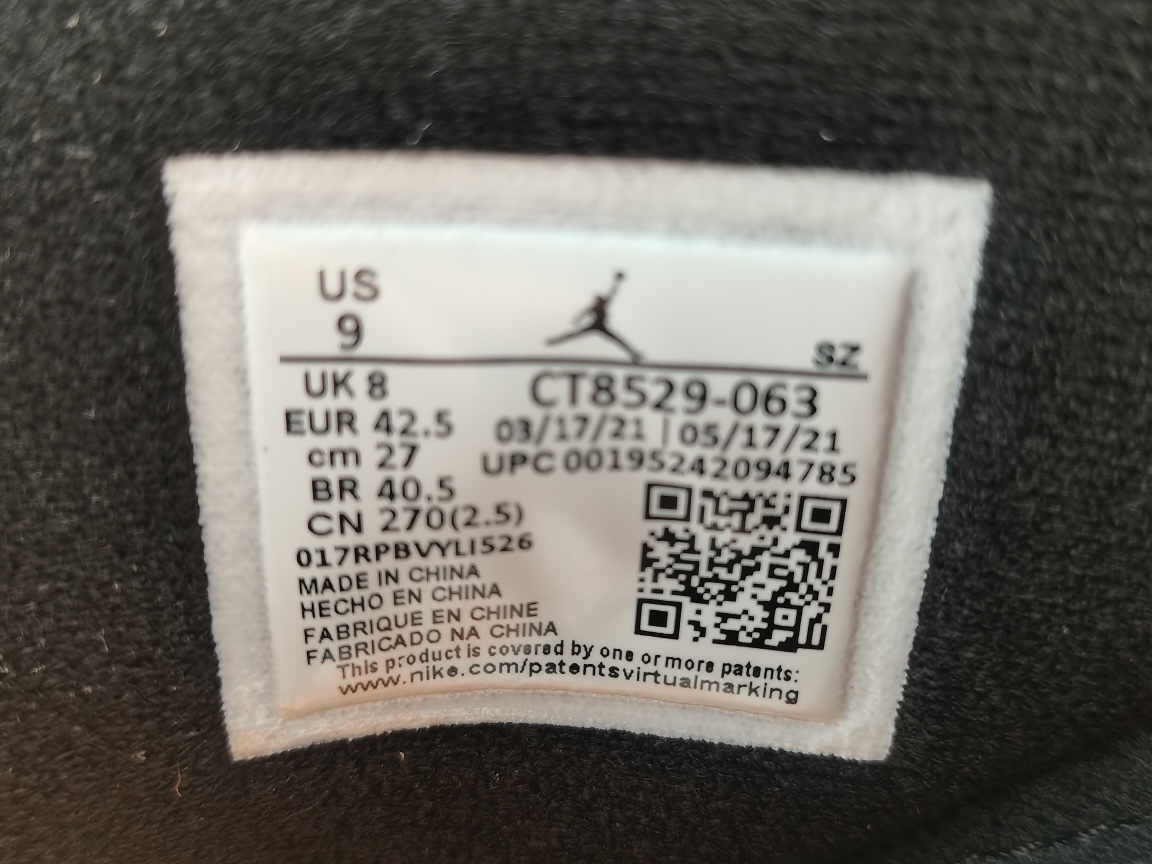 US
9
SZ
UK 8
CT8529-063
EUR 42.5
03/17/21 | 05/17/21
cm 27
UPC 00195242094785
BR 40.5
CN 270(2.5)
017RPBVYLI526
MADE IN CHINA
HECHO EN CHINA
FABRIQUE EN CHINE
FABRICADO NA CHINA
This product is covered by one or more patents:
www.nike.com/patentsvirtualmarking